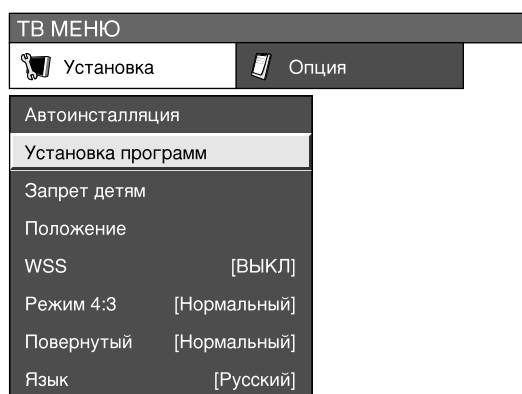 ТВ МЕНЮ
Установка Опция
Автоинсталляция
Установка программ
Запрет детям
Положение
WSS [ВЫКЛ]
Режим 4:3 [Нормальный]
Повернутый [Нормальный]
Язык [Русский]